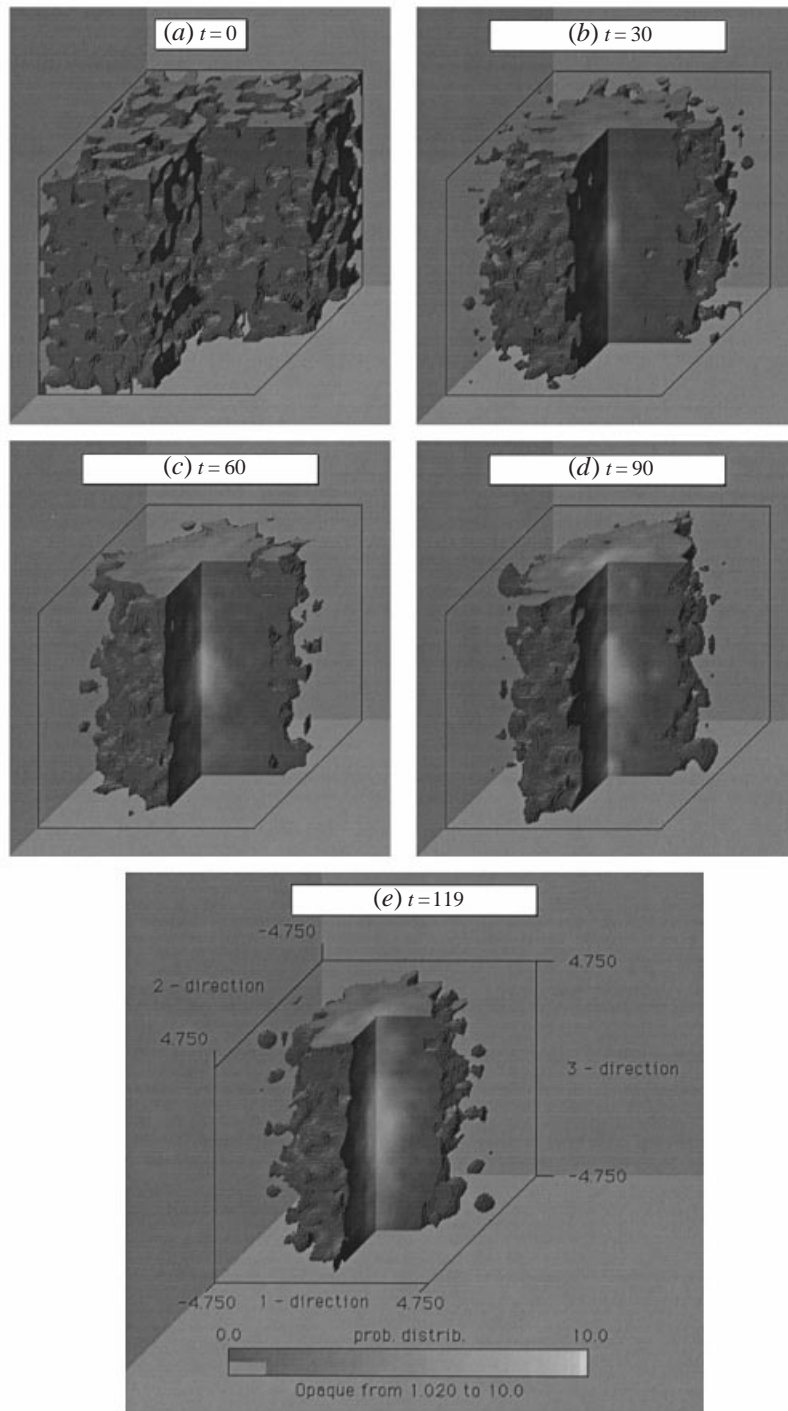 (a) t = 0
(b) t = 30
(c) t = 60
(d) t = 90
(e) t = 119
-4.750
4.750
2 - direction
4.750
3 - direction
-4.750
-4.750
1 - direction
4.750
0.0
prob. distrib.
10.0
Opaque from 1.020 to 10.0